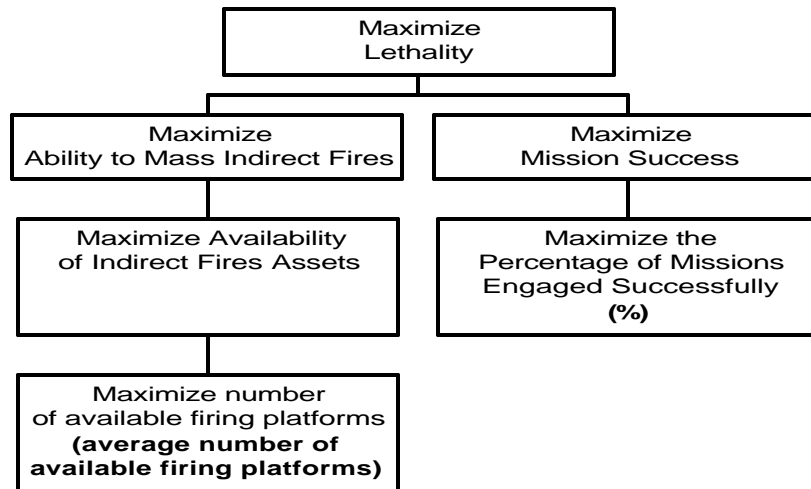 Maximize
Lethality
Maximize
Ability to Mass Indirect Fires
Maximize
Mission Success
Maximize Availability
of Indirect Fires Assets
Maximize the
Percentage of Missions
Engaged Successfully
(%)
Maximize number
of available firing platforms
(average number of
available firing platforms)